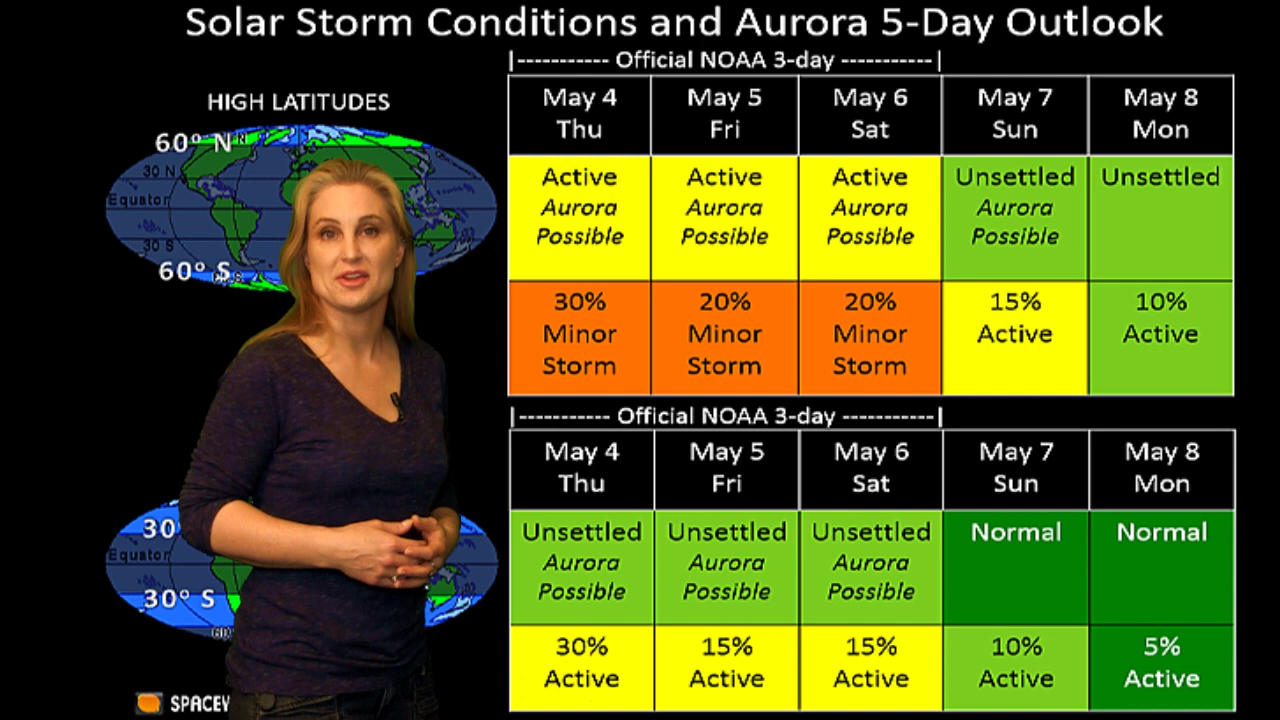 Solar Storm Conditions and Aurora 5-Day Outlook
|----------- Official NOAA 3-day -----------|
HIGH LATITUDES
May 4 May 5 May 6 May 7 May 8
Thu Fri Sat Sun Mon
60° N N
30 N
Equator
30 S
60° S
Active Active Active Unsettled Unsettled
Aurora Aurora Aurora Aurora
Possible Possible Possible Possible
30% 20% 20% 15% 10%
Minor Minor Minor Active Active
Storm Storm Storm
|----------- Official NOAA 3-day -----------|
May 4 May 5 May 6 May 7 May 8
Thu Fri Sat Sun Mon
30
Equator
30° S
60
Unsettled Unsettled Unsettled Normal Normal
Aurora Aurora Aurora
Possible Possible Possible
30% 15% 15% 10% 5%
Active Active Active Active Active
SPACEW